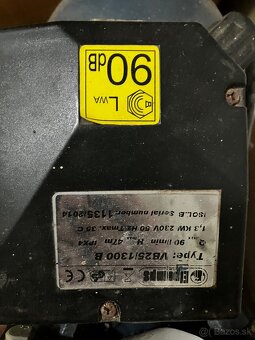 90
dB
LWA
Elpumps
Type: VB25/1300 B
Q... 90 l/min H... 47m IPX4
1,3 KW 230V 50 Hz Tmax. 35 C
ISOL.B Serial number: 1135/2014
Bazos.sk